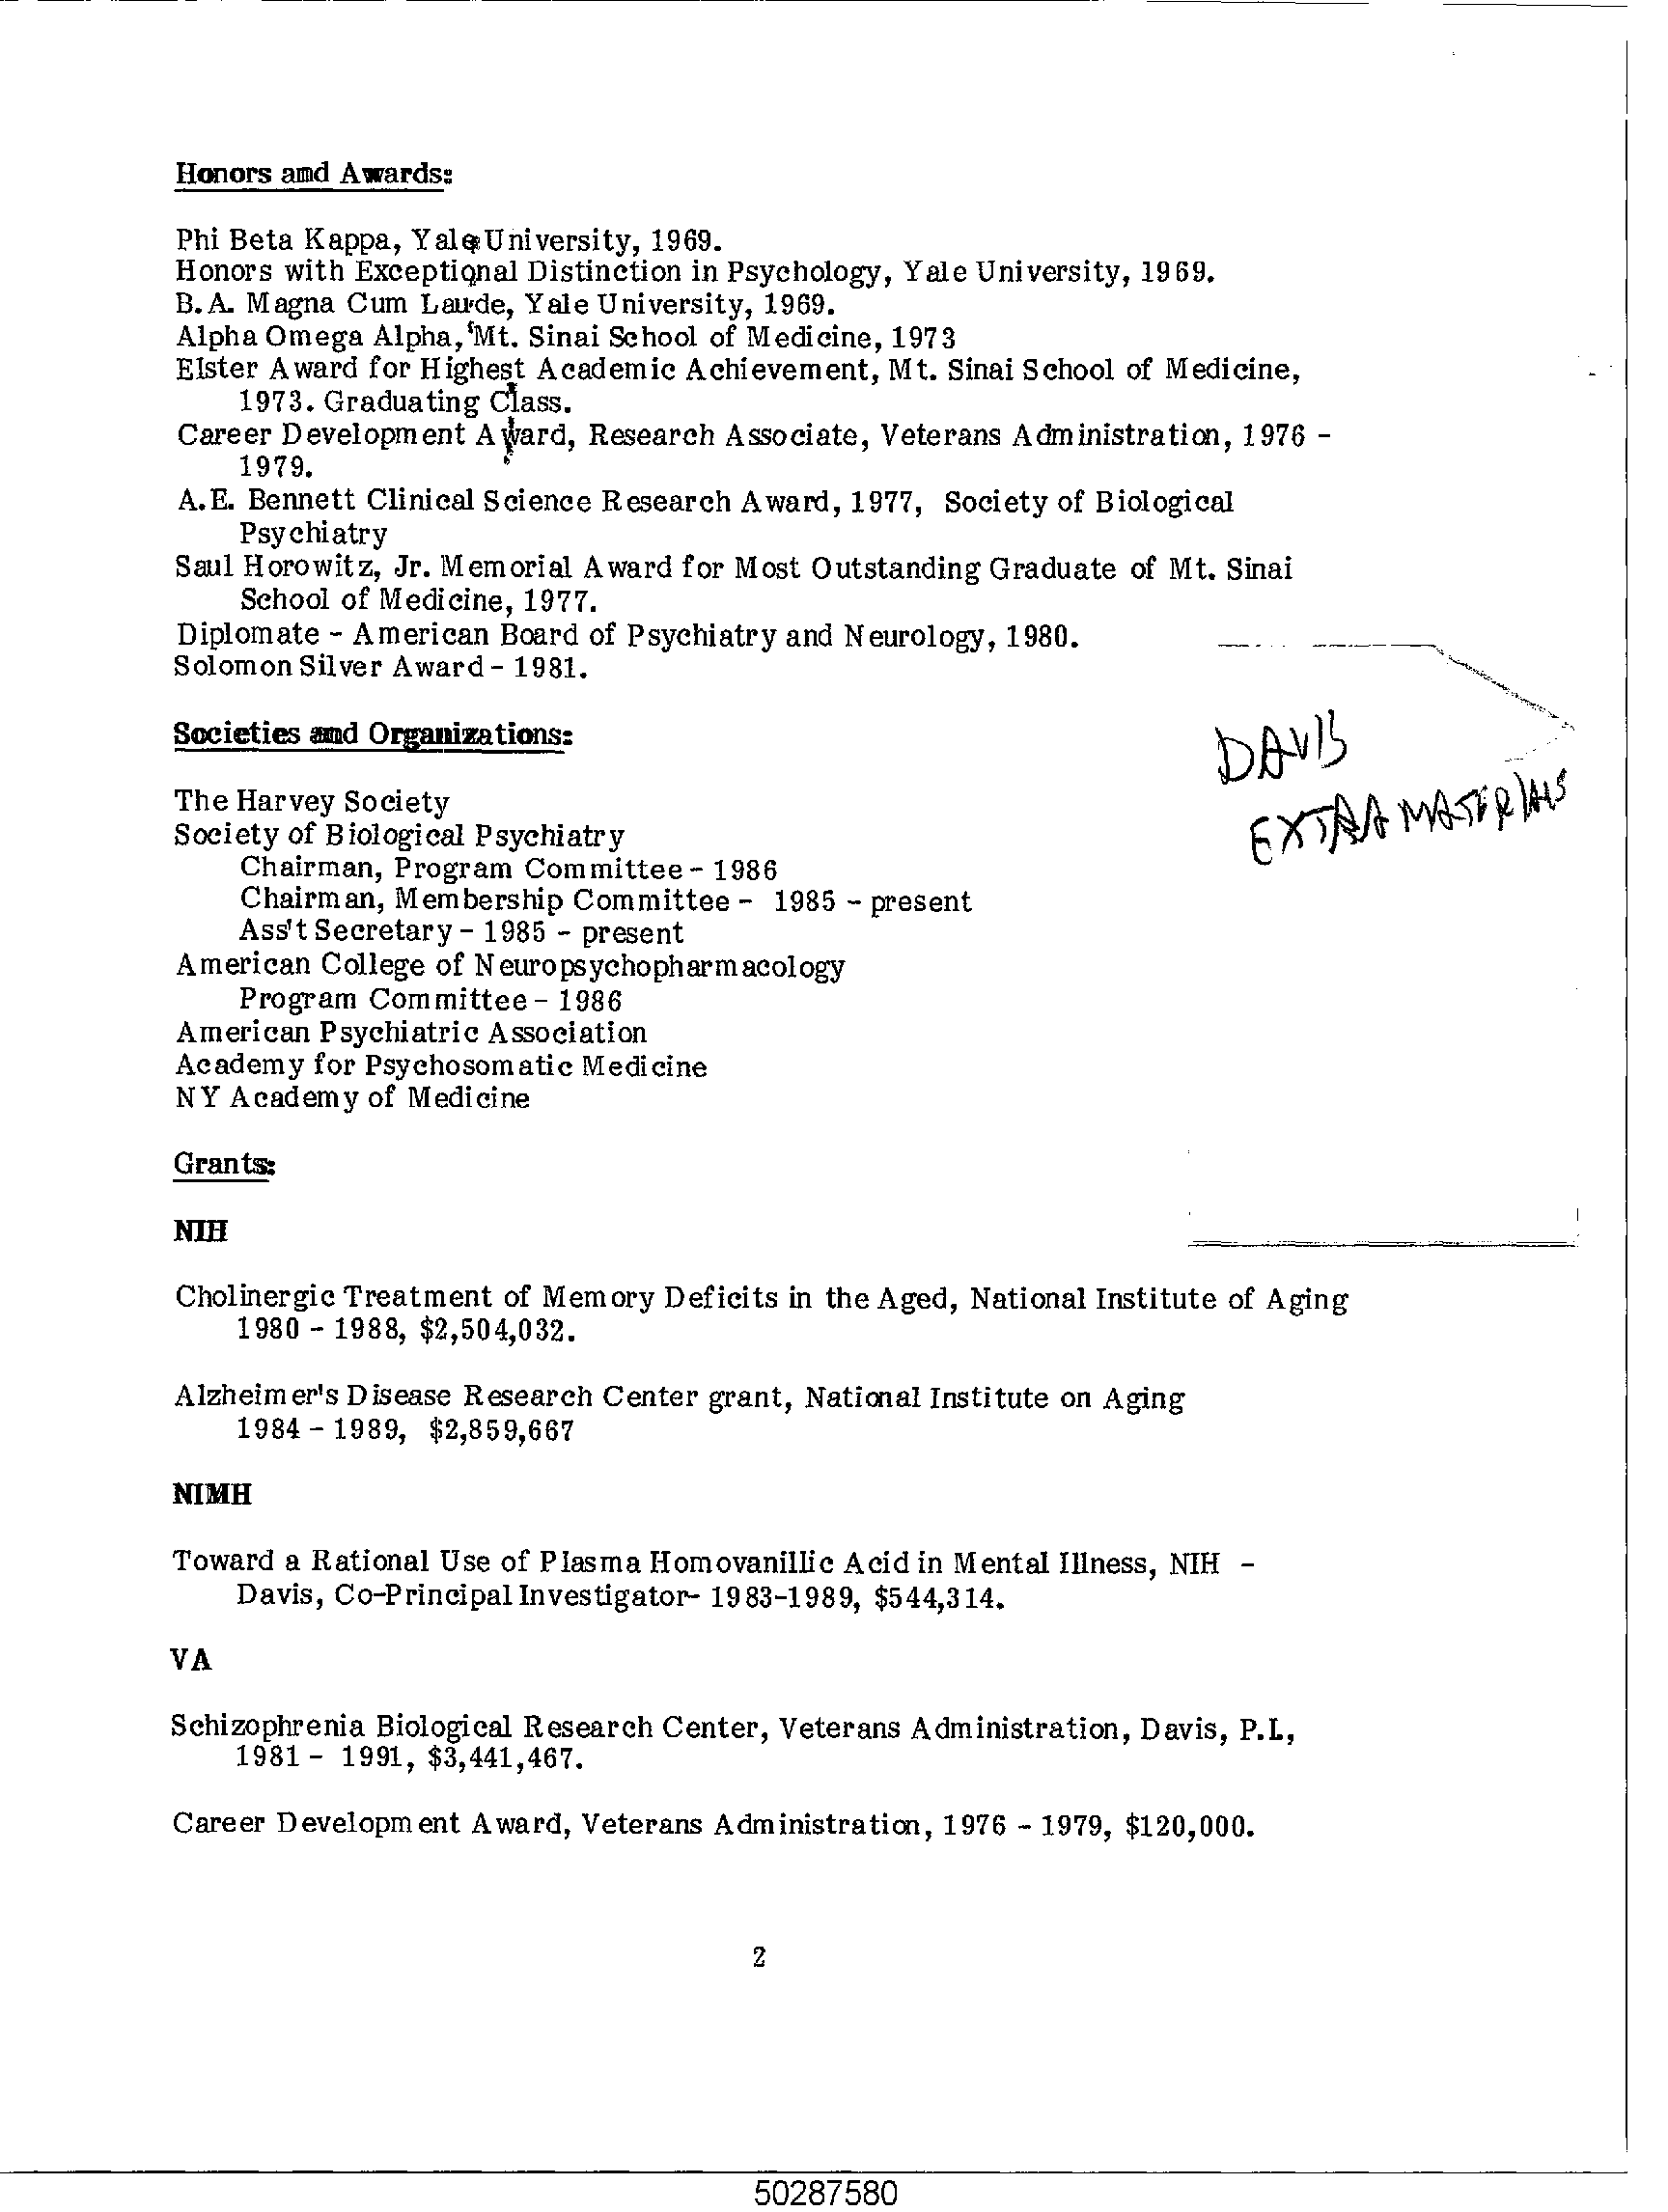 Honors and Awards:
Phi Beta Kappa, Yale University, 1969.
Honors with Exceptional Distinction in Psychology, Yale University, 1969.
B.A. Magna Cum Laude, Yale University, 1969.
Alpha Omega Alpha, Mt. Sinai School of Medicine, 1973
Elster Award for Highest Academic Achievement, Mt. Sinai School of Medicine,
1973. Graduating Class.
Career Development Award, Research Associate, Veterans Administration, 1976 -
1979.
A.E. Bennett Clinical Science Research Award, 1977, Society of Biological
Psychiatry
Saul Horowitz, Jr. Memorial Award for Most Outstanding Graduate of Mt. Sinai
School of Medicine, 1977.
Diplomate - American Board of Psychiatry and Neurology, 1980.
Solomon Silver Award - 1981.
Societies and Organizations:
DAVIS
EXTRA MATERIALS
The Harvey Society
Society of Biological Psychiatry
Chairman, Program Committee - 1986
Chairman, Membership Committee - 1985 - present
Ass't Secretary - 1985 - present
American College of Neuropsychopharmacology
Program Committee - 1986
American Psychiatric Association
Academy for Psychosomatic Medicine
NY Academy of Medicine
Grants:
NIH
Cholinergic Treatment of Memory Deficits in the Aged, National Institute of Aging
1980 - 1988, $2,504,032.
Alzheimer's Disease Research Center grant, National Institute on Aging
1984 - 1989, $2,859,667
NIMH
Toward a Rational Use of Plasma Homovanillic Acid in Mental Illness, NIH -
Davis, Co-Principal Investigator- 1983-1989, $544,314.
VA
Schizophrenia Biological Research Center, Veterans Administration, Davis, P.I.,
1981 - 1991, $3,441,467.
Career Development Award, Veterans Administration, 1976 - 1979, $120,000.
2
50287580